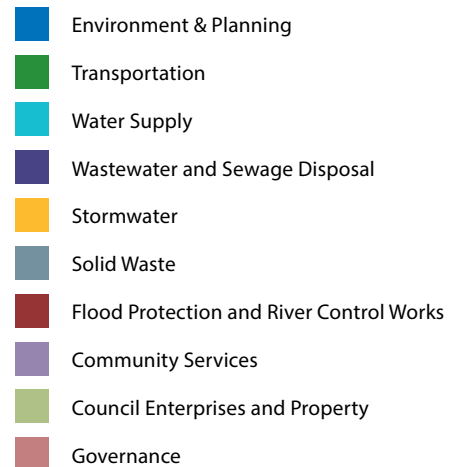 Environment & Planning
Transportation
Water Supply
Wastewater and Sewage Disposal
Stormwater
Solid Waste
Flood Protection and River Control Works
Community Services
Council Enterprises and Property
Governance